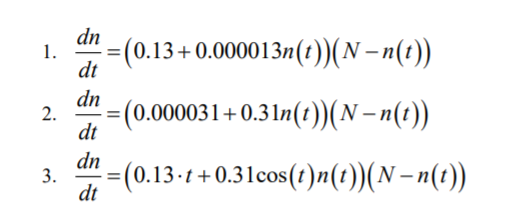 1. dn/dt = (0.13 + 0.000013n(t))(N − n(t))
2. dn/dt = (0.000031 + 0.31n(t))(N − n(t))
3. dn/dt = (0.13·t + 0.31cos(t)n(t))(N − n(t))